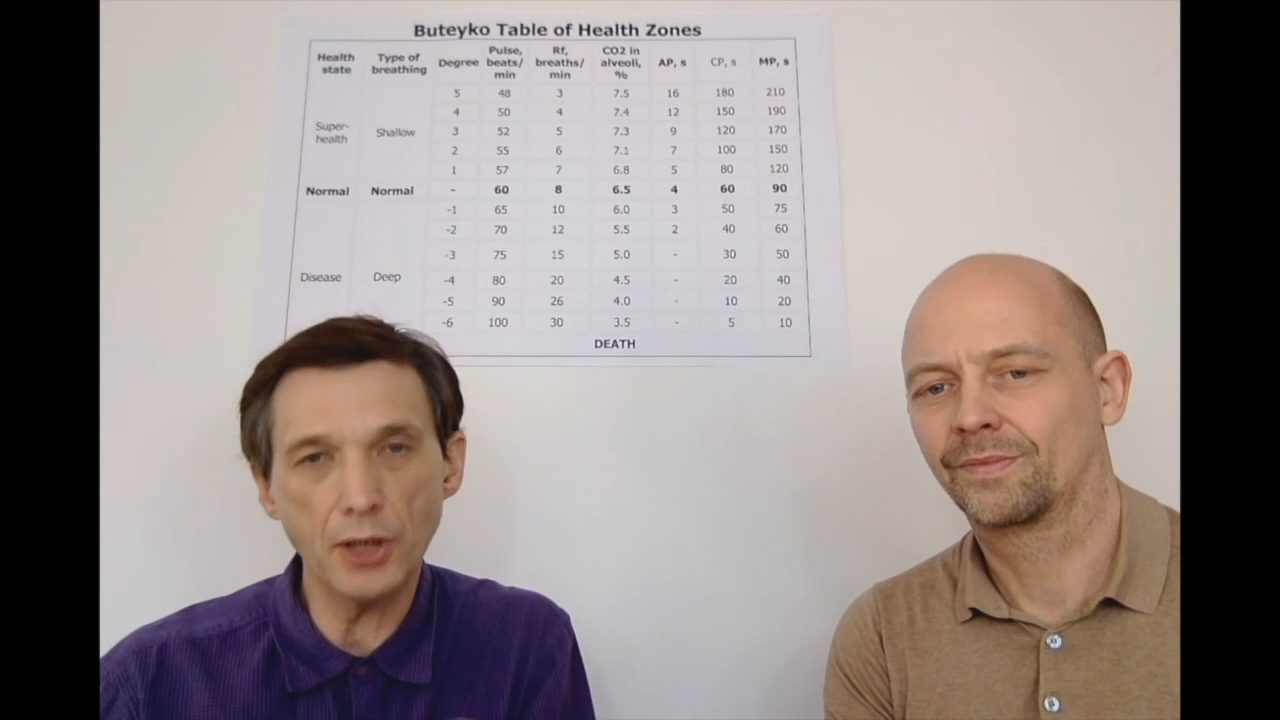 Buteyko Table of Health Zones
Health state Type of breathing Degree Pulse, beats/ min Rf, breaths/ min CO2 in alveoli, % AP, s CP, s MP, s
5 48 3 7.5 16 180 210
4 50 4 7.4 12 150 190
Super- health Shallow 3 52 5 7.3 9 120 170
2 55 6 7.1 7 100 150
1 57 7 6.8 5 80 120
Normal Normal - 60 8 6.5 4 60 90
-1 65 10 6.0 3 50 75
-2 70 12 5.5 2 40 60
-3 75 15 5.0 - 30 50
Disease Deep -4 80 20 4.5 - 20 40
-5 90 26 4.0 - 10 20
-6 100 30 3.5 - 5 10
DEATH